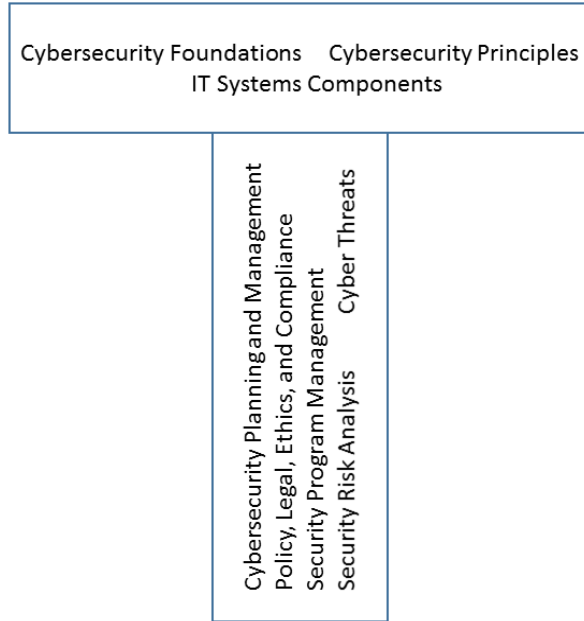 Cybersecurity Foundations Cybersecurity Principles
IT Systems Components
Cybersecurity Planning and Management
Policy, Legal, Ethics, and Compliance
Security Program Management
Security Risk Analysis Cyber Threats